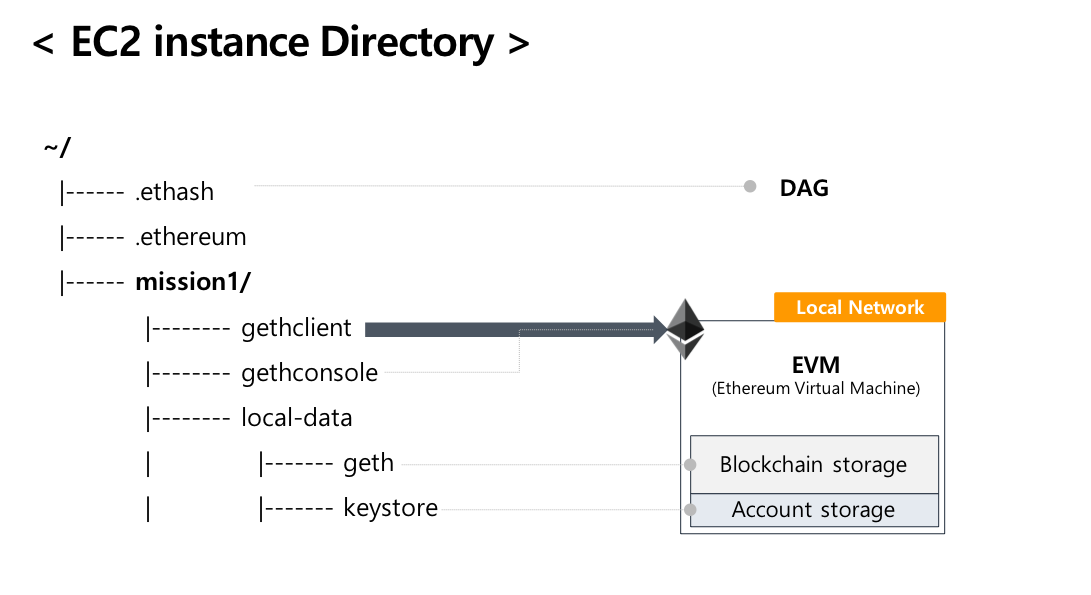 < EC2 instance Directory >
~/
|------ .ethash
DAG
|------ .ethereum
|------ mission1/
Local Network
|-------- gethclient
|-------- gethconsole
EVM
(Ethereum Virtual Machine)
|-------- local-data
| |------- geth
Blockchain storage
| |------- keystore
Account storage